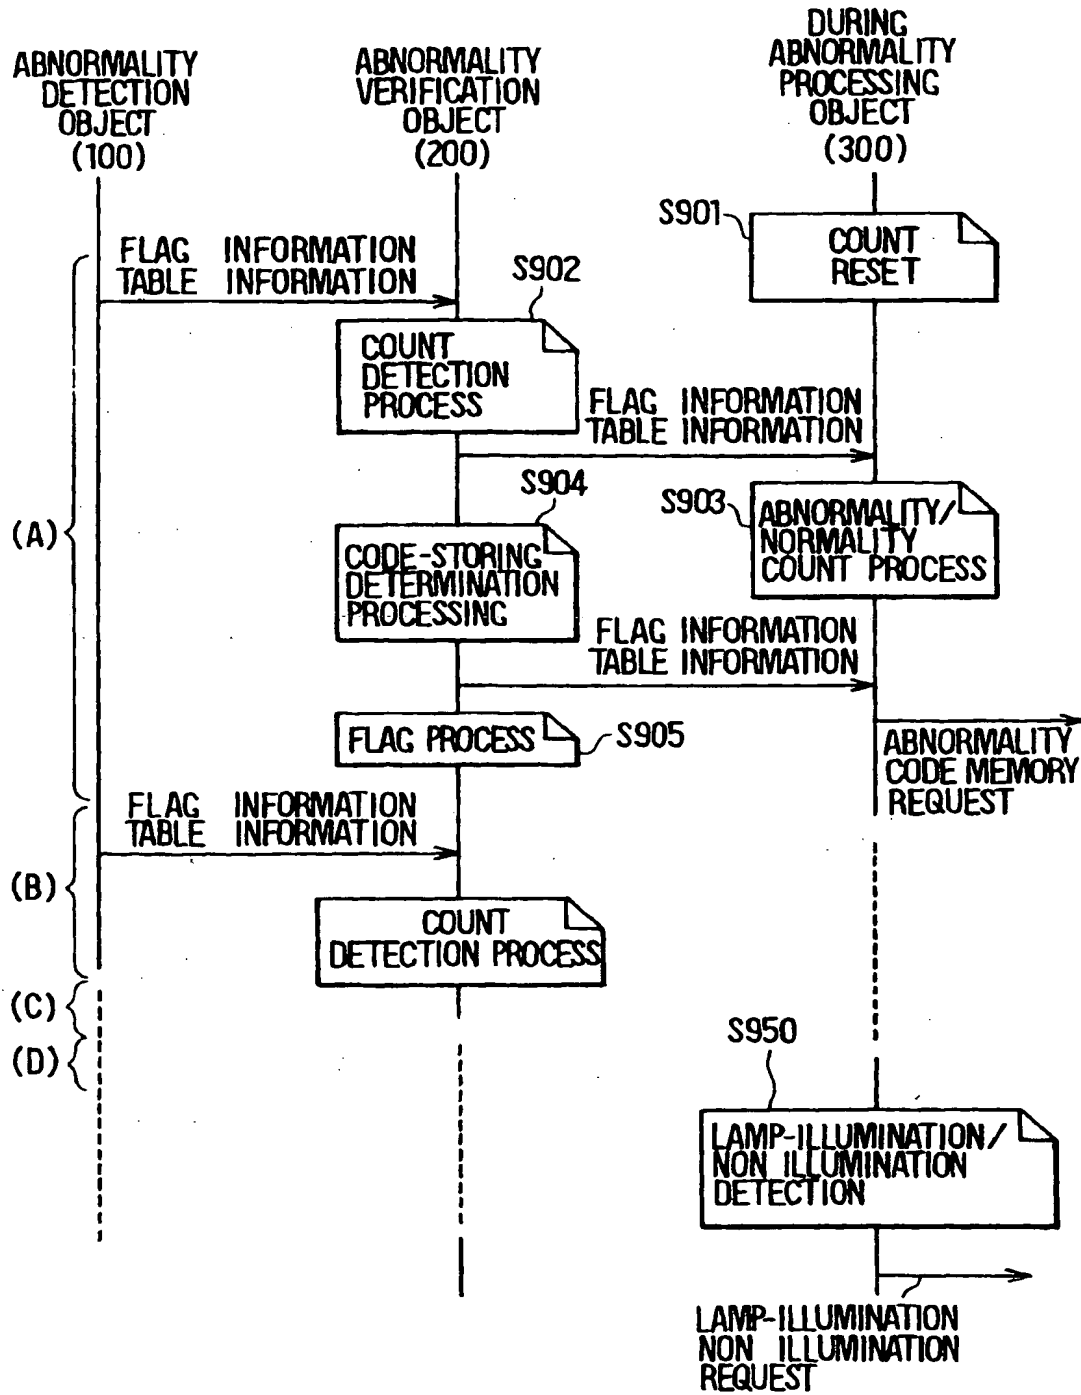 ABNORMALITY
DETECTION
OBJECT
(100)
ABNORMALITY
VERIFICATION
OBJECT
(200)
DURING
ABNORMALITY
PROCESSING
OBJECT
(300)
S901
COUNT
RESET
FLAG INFORMATION
TABLE INFORMATION
S902
COUNT
DETECTION
PROCESS
FLAG INFORMATION
TABLE INFORMATION
(A)
S904
CODE-STORING
DETERMINATION
PROCESSING
S903
ABNORMALITY/
NORMALITY
COUNT PROCESS
FLAG INFORMATION
TABLE INFORMATION
FLAG PROCESS
S905
ABNORMALITY
CODE MEMORY
REQUEST
FLAG INFORMATION
TABLE INFORMATION
(B)
COUNT
DETECTION PROCESS
(C)
(D)
S950
LAMP-ILLUMINATION/
NON ILLUMINATION
DETECTION
LAMP-ILLUMINATION
NON ILLUMINATION
REQUEST